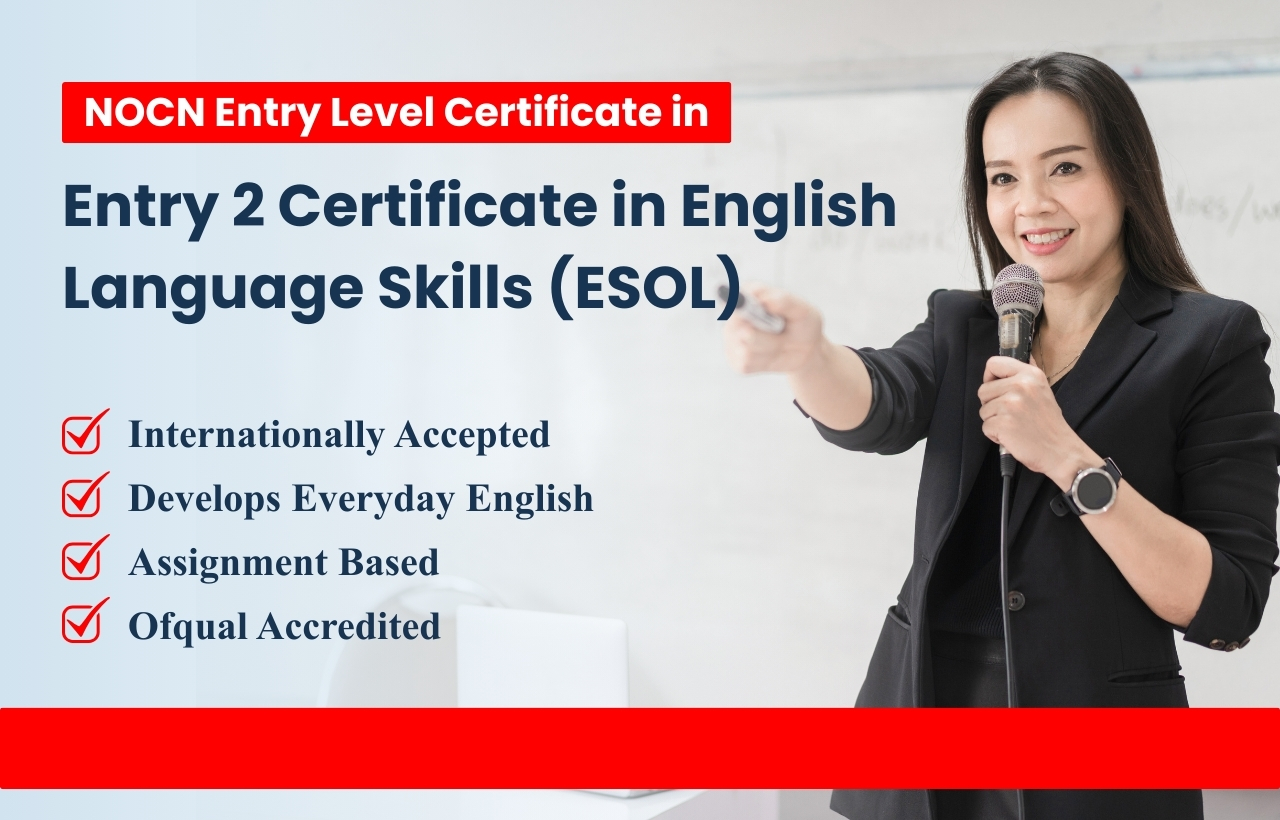 NOCN Entry Level Certificate in
Entry 2 Certificate in English
Language Skills (ESOL)
Internationally Accepted
Develops Everyday English
Assignment Based
Ofqual Accredited